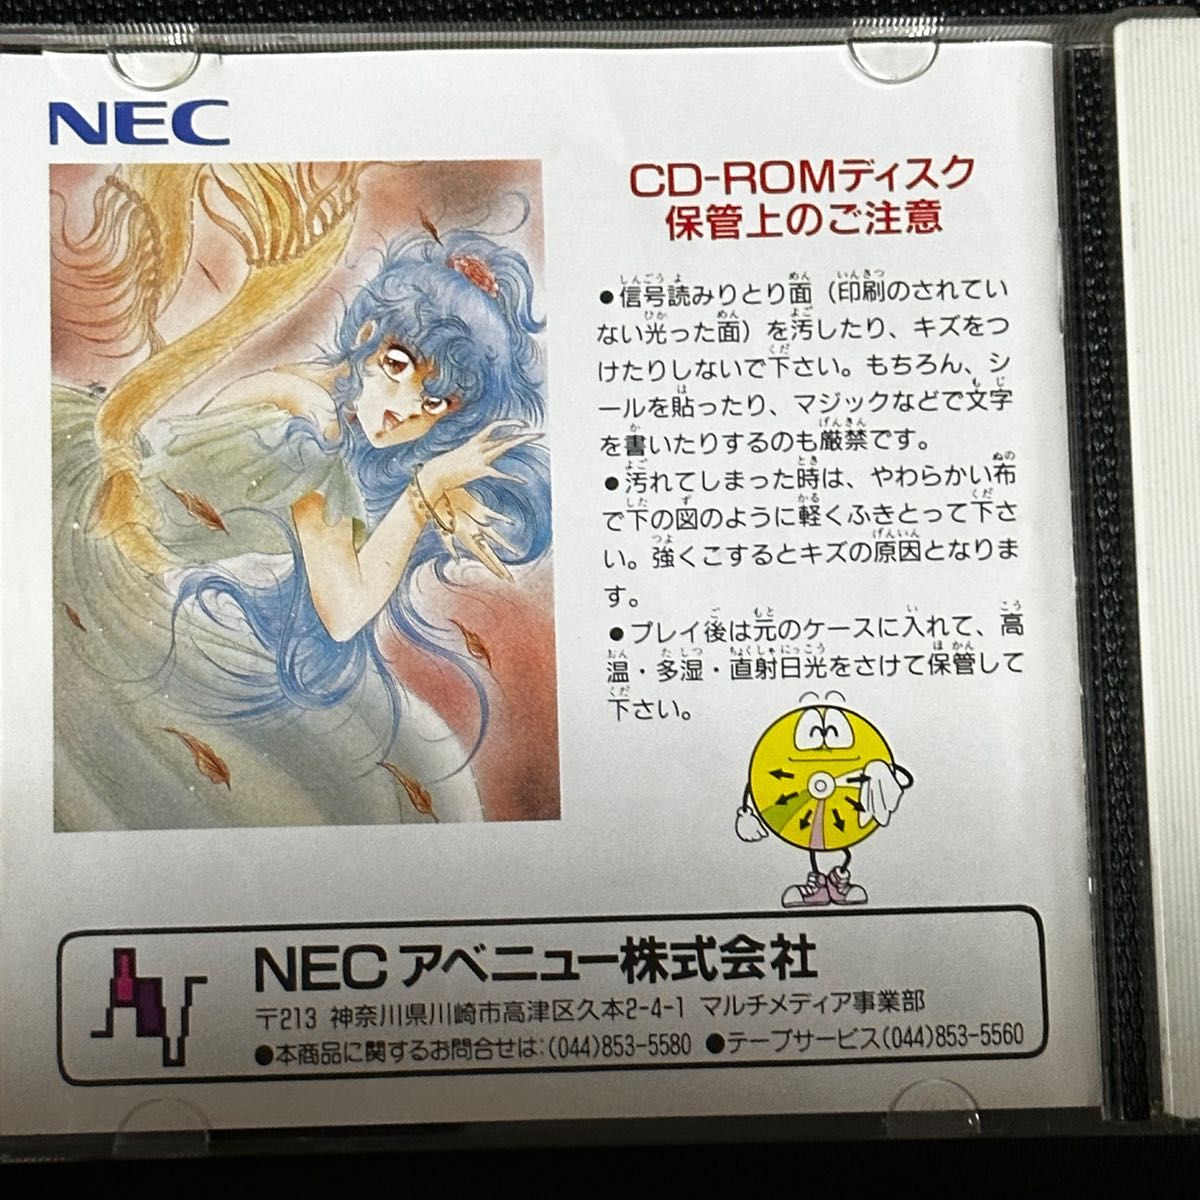 NEC
CD-ROMディスク
保管上のご注意
●信号読みとり面（印刷のされてい
ない光った面）を汚したり、キズをつ
けたりしないで下さい。もちろん、シ
ールを貼ったり、マジックなどで文字
を書いたりするのも厳禁です。
●汚れてしまった時は、やわらかい布
で下の図のように軽くふきとって下さ
い。強くこするとキズの原因となりま
す。
●プレイ後は元のケースに入れて、高
温・多湿・直射日光をさけて保管して
下さい。
NECアベニュー株式会社
〒213 神奈川県川崎市高津区久本2-4-1 マルチメディア事業部
●本商品に関するお問合せは：(044)853-5580 ●テープサービス(044)853-5560